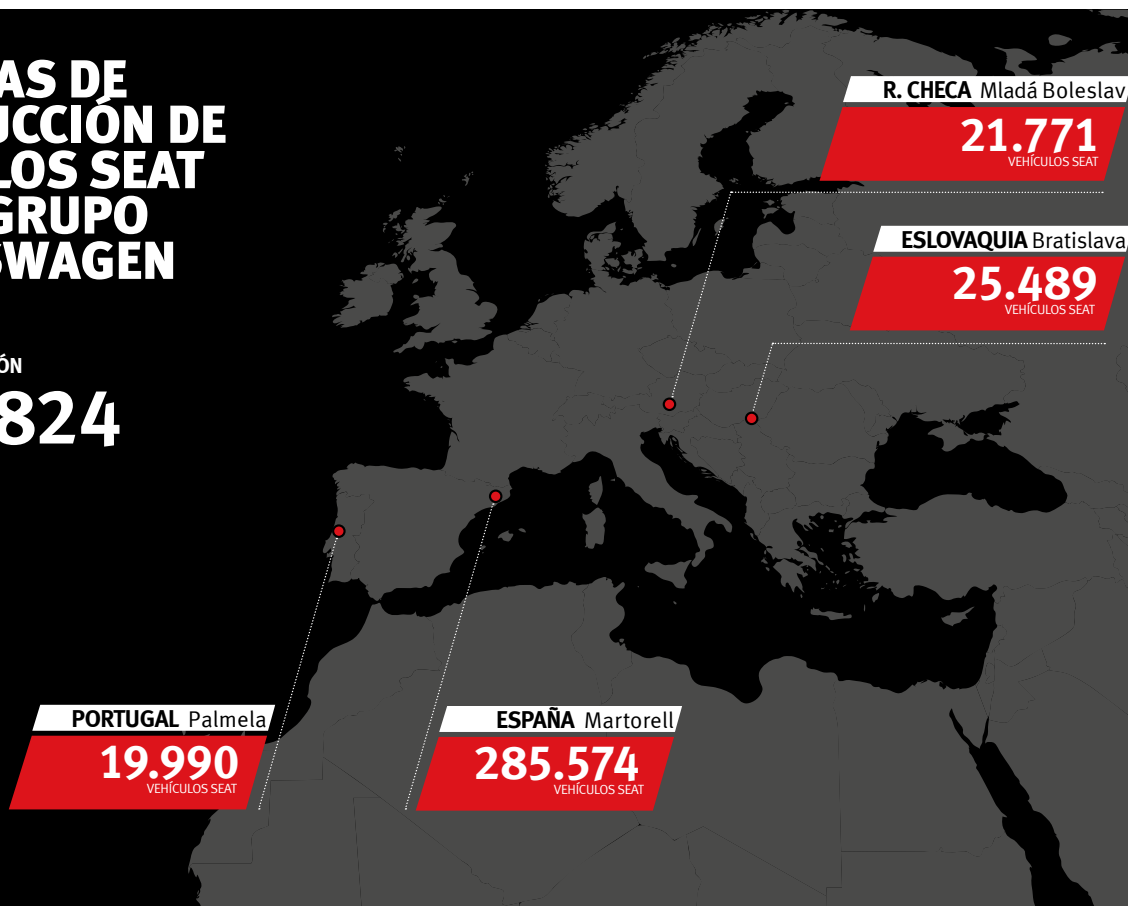 AS DE
UCCIÓN DE
LOS SEAT
GRUPO
SWAGEN
ÓN
824
R. CHECA Mladá Boleslav
21.771
VEHÍCULOS SEAT
ESLOVAQUIA Bratislava
25.489
VEHÍCULOS SEAT
PORTUGAL Palmela
19.990
VEHÍCULOS SEAT
ESPAÑA Martorell
285.574
VEHÍCULOS SEAT